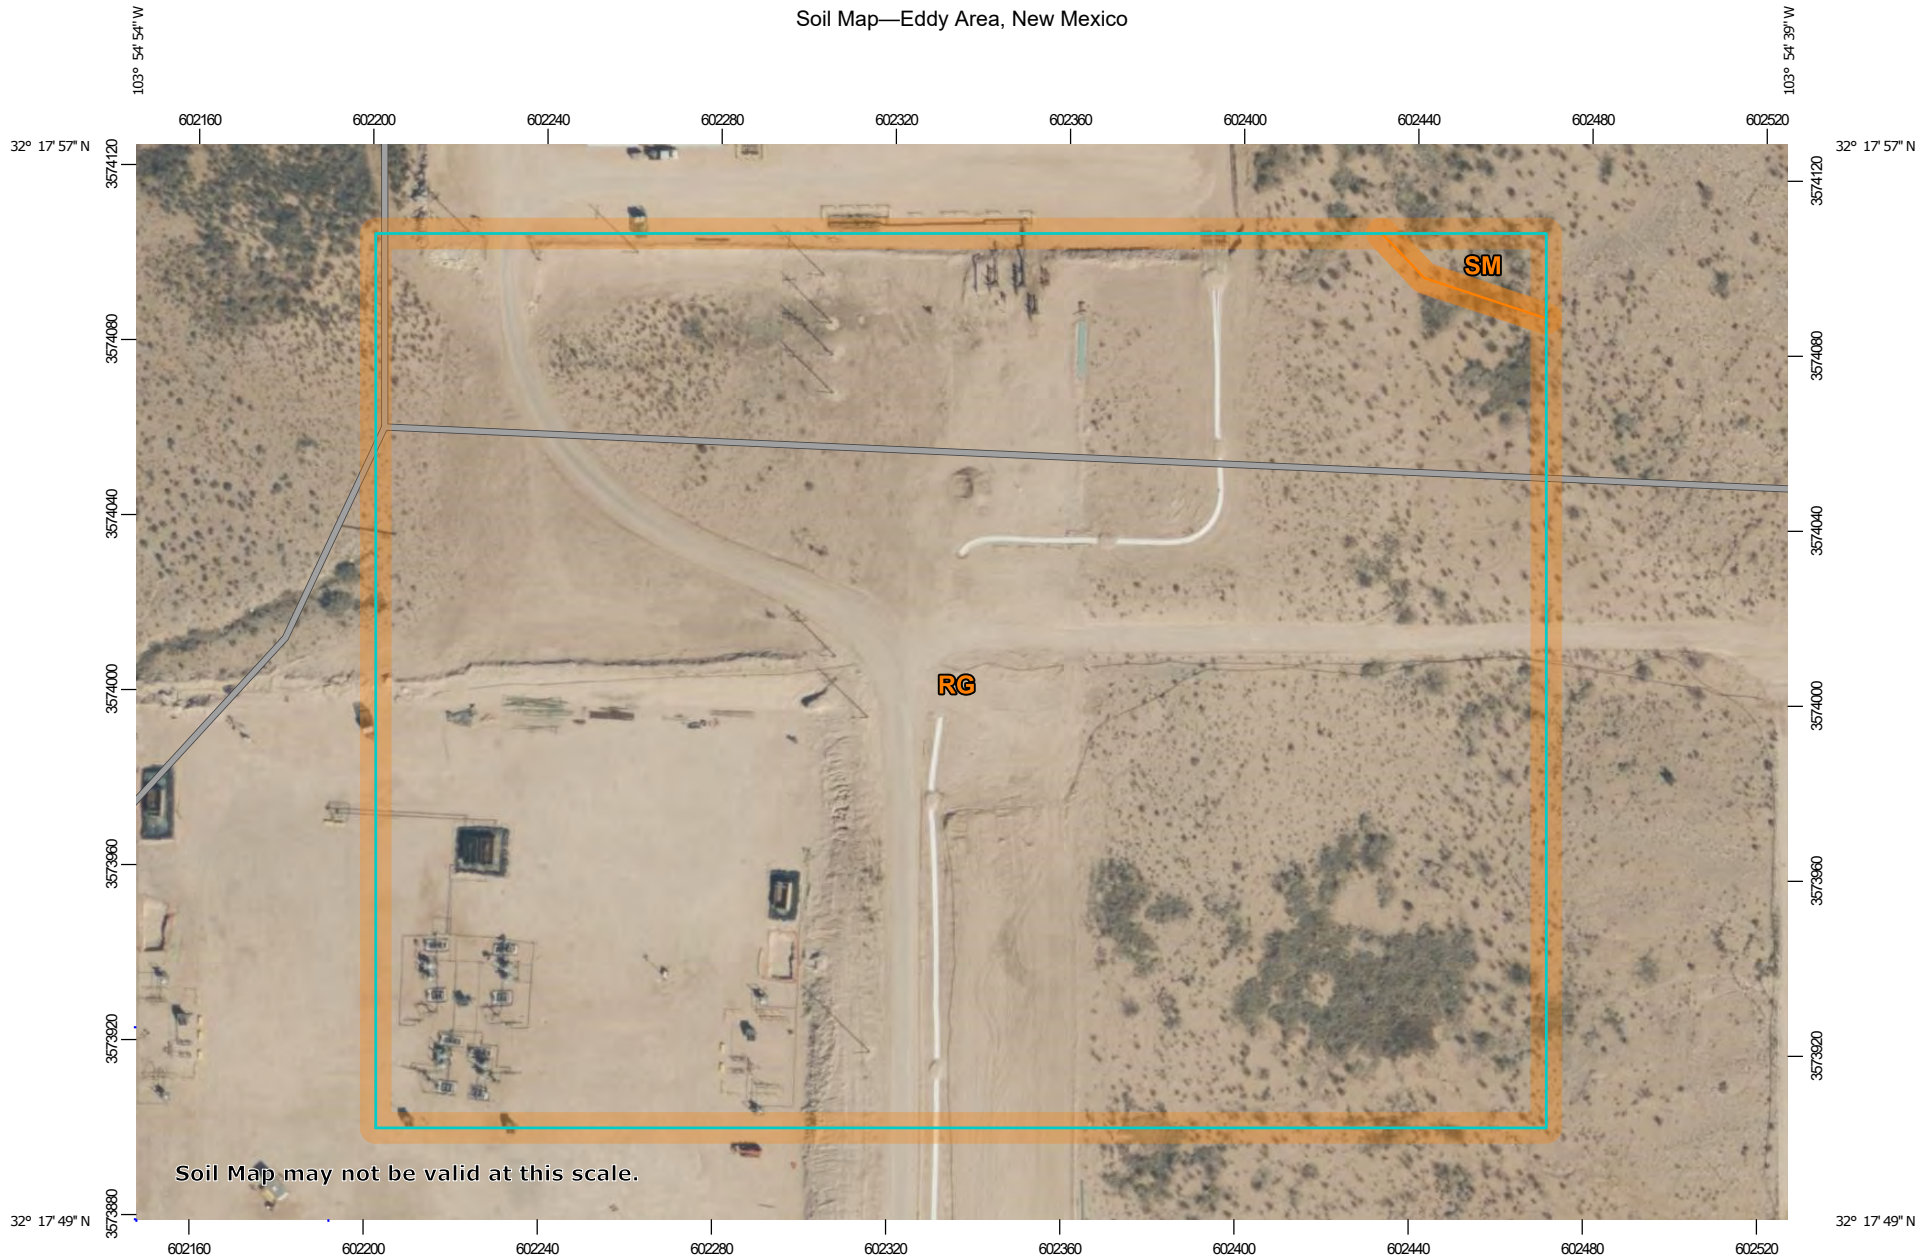 Soil Map—Eddy Area, New Mexico
103° 54' 54" W
103° 54' 39" W
602160 602200 602240 602280 602320 602360 602400 602440 602480 602520
32° 17' 57" N
32° 17' 57" N
3574120
3574120
SM
3574080
3574080
3574040
3574040
RG
3574000
3574000
3573960
3573960
3573920
3573920
Soil Map may not be valid at this scale.
3573880
32° 17' 49" N
32° 17' 49" N
602160 602200 602240 602280 602320 602360 602400 602440 602480 602520